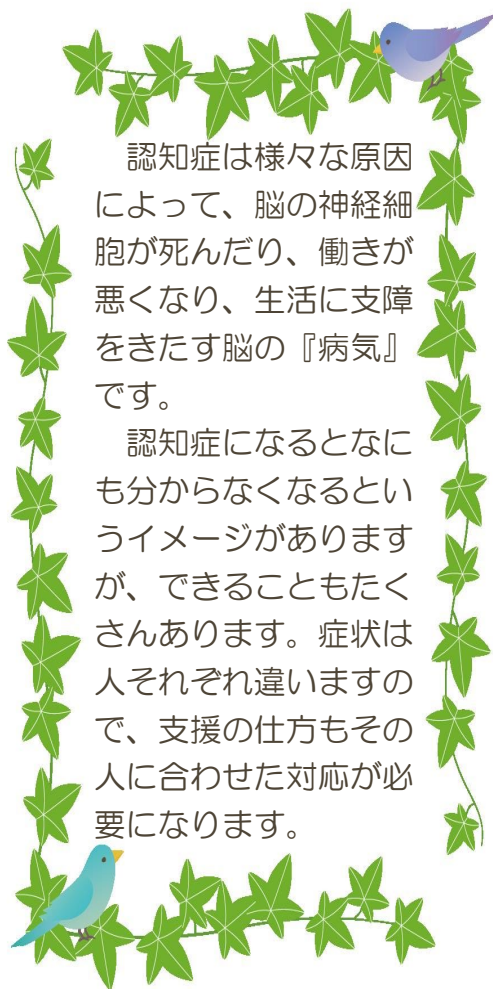 認知症は様々な原因
によって、脳の神経細
胞が死んだり、働きが
悪くなり、生活に支障
をきたす脳の『病気』
です。
認知症になるとなに
も分からなくなるとい
うイメージがあります
が、できることもたく
さんあります。症状は
人それぞれ違いますの
で、支援の仕方もその
人に合わせた対応が必
要になります。